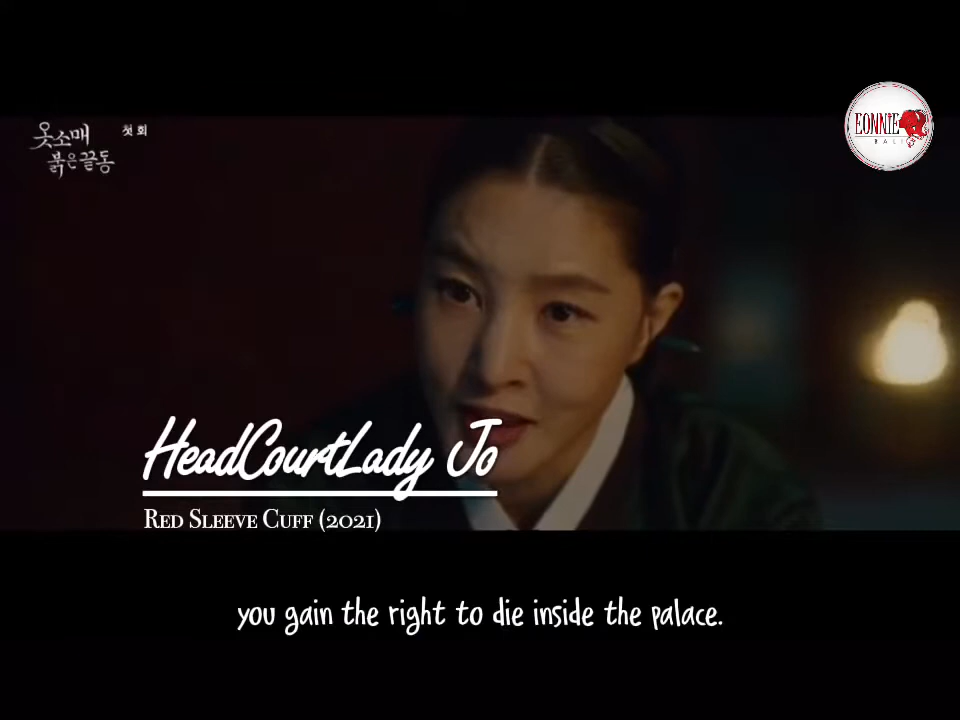 옷소매 첫회
붉은끝동
EONNIE
BALI
HeadCourtLady Jo
Red Sleeve Cuff (2021)
you gain the right to die inside the palace.